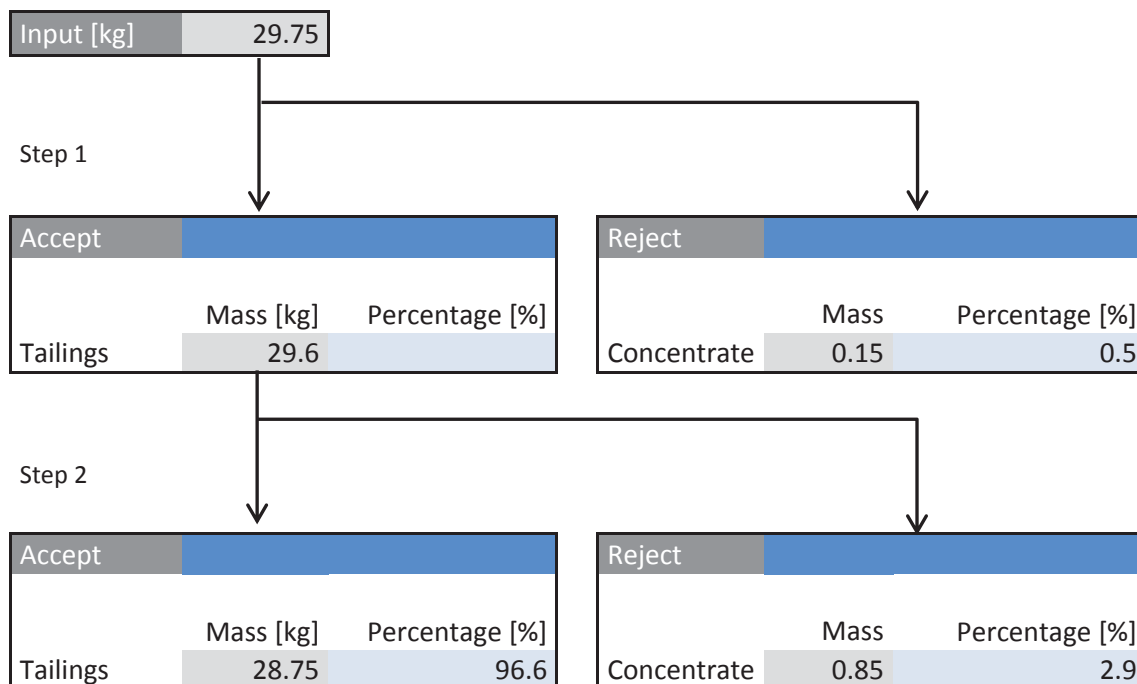 Input [kg] 29.75
Step 1
Accept Reject
Mass [kg] Percentage [%] Mass Percentage [%]
Tailings 29.6 Concentrate 0.15 0.5
Step 2
Accept Reject
Mass [kg] Percentage [%] Mass Percentage [%]
Tailings 28.75 96.6 Concentrate 0.85 2.9